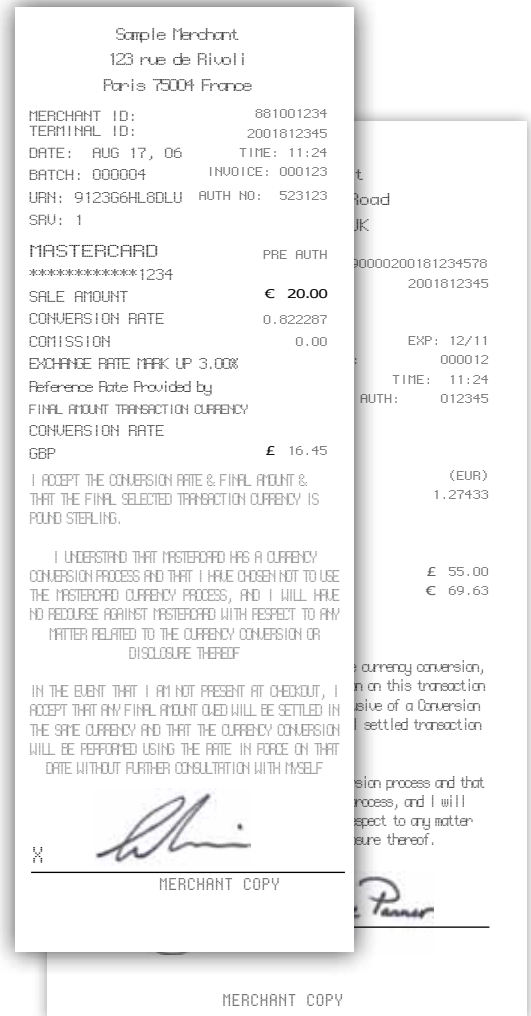 Sample Merchant
123 rue de Rivoli
Paris 75004 France
MERCHANT ID: 881001234
TERMINAL ID: 2001812345
DATE: AUG 17, 06 TIME: 11:24
BATCH: 000004 INVOICE: 000123
URN: 9123G6HL8DLU AUTH NO: 523123
SRV: 1
MASTERCARD PRE AUTH
************1234
SALE AMOUNT € 20.00
CONVERSION RATE 0.822287
COMISSION 0.00
EXCHANGE RATE MARK UP 3.00%
Reference Rate Provided by
FINAL AMOUNT TRANSACTION CURRENCY
CONVERSION RATE
GBP £ 16.45
I ACCEPT THE CONVERSION RATE & FINAL AMOUNT &
THAT THE FINAL SELECTED TRANSACTION CURRENCY IS
POUND STERLING.
I UNDERSTAND THAT MASTERCARD HAS A CURRENCY
CONVERSION PROCESS AND THAT I HAVE CHOSEN NOT TO USE
THE MASTERCARD CURRENCY PROCESS, AND I WILL HAVE
NO RECOURSE AGAINST MASTERCARD WITH RESPECT TO ANY
MATTER RELATED TO THE CURRENCY CONVERSION OR
DISCLOSURE THEREOF
IN THE EVENT THAT I AM NOT PRESENT AT CHECKOUT, I
ACCEPT THAT ANY FINAL AMOUNT OWED WILL BE SETTLED IN
THE SAME CURRENCY AND THAT THE CURRENCY CONVERSION
WILL BE PERFORMED USING THE RATE IN FORCE ON THAT
DATE WITHOUT FURTHER CONSULTATION WITH MYSELF
X
MERCHANT COPY
t
Road
UK
90000200181234578
2001812345
EXP: 12/11
: 000012
TIME: 11:24
AUTH: 012345
(EUR)
1.27433
£ 55.00
€ 69.63
e currency conversion,
n on this transaction
usive of a Conversion
l settled transaction
sion process and that
rocess, and I will
espect to any matter
osure thereof.
MERCHANT COPY